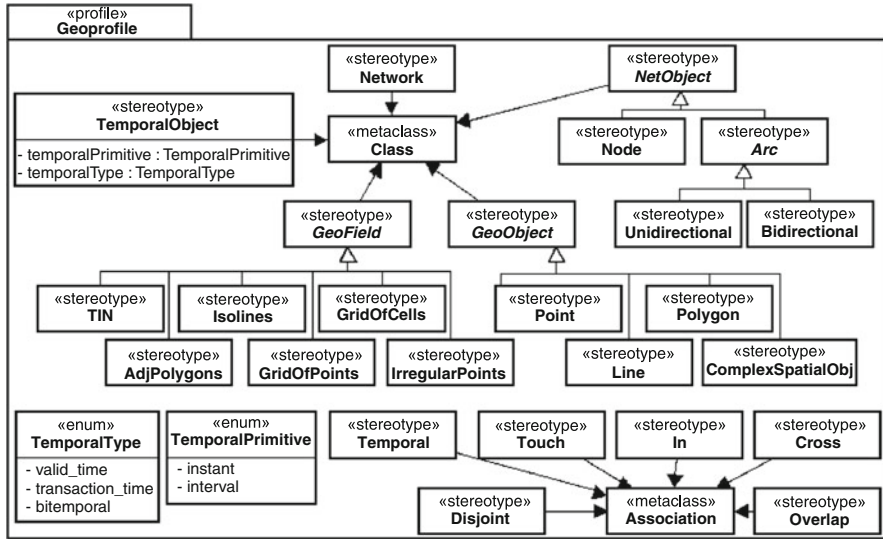 «profile»
Geoprofile
«stereotype»
Network
«stereotype»
NetObject
«stereotype»
TemporalObject
- temporalPrimitive : TemporalPrimitive
- temporalType : TemporalType
«metaclass»
Class
«stereotype»
Node
«stereotype»
Arc
«stereotype»
GeoField
«stereotype»
GeoObject
«stereotype»
Unidirectional
«stereotype»
Bidirectional
«stereotype»
TIN
«stereotype»
Isolines
«stereotype»
GridOfCells
«stereotype»
Point
«stereotype»
Polygon
«stereotype»
AdjPolygons
«stereotype»
GridOfPoints
«stereotype»
IrregularPoints
«stereotype»
Line
«stereotype»
ComplexSpatialObj
«enum»
TemporalType
- valid_time
- transaction_time
- bitemporal
«enum»
TemporalPrimitive
- instant
- interval
«stereotype»
Temporal
«stereotype»
Touch
«stereotype»
In
«stereotype»
Cross
«stereotype»
Disjoint
«metaclass»
Association
«stereotype»
Overlap